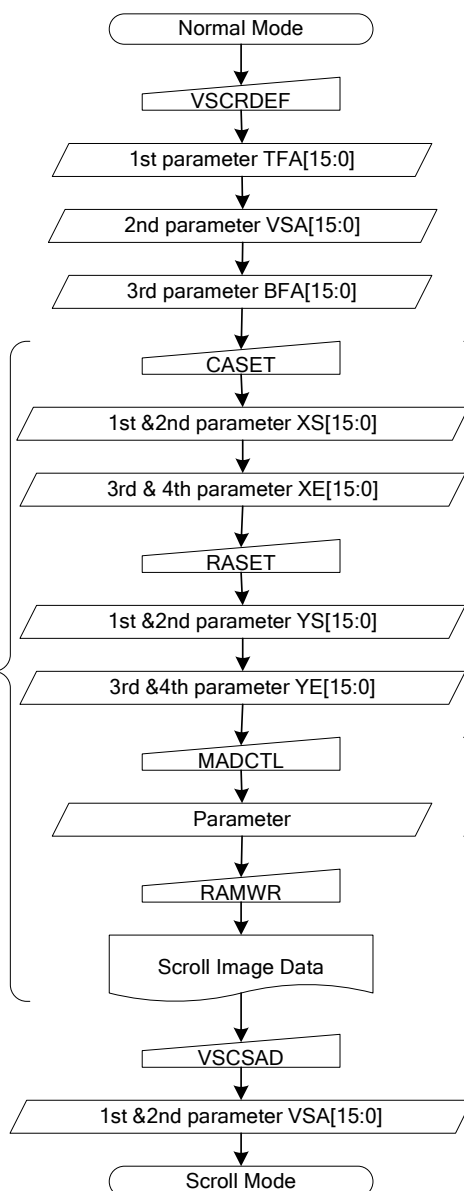 Normal Mode
VSCRDEF
1st parameter TFA[15:0]
2nd parameter VSA[15:0]
3rd parameter BFA[15:0]
CASET
1st &2nd parameter XS[15:0]
3rd & 4th parameter XE[15:0]
RASET
1st &2nd parameter YS[15:0]
3rd &4th parameter YE[15:0]
MADCTL
Parameter
RAMWR
Scroll Image Data
VSCSAD
1st &2nd parameter VSA[15:0]
Scroll Mode